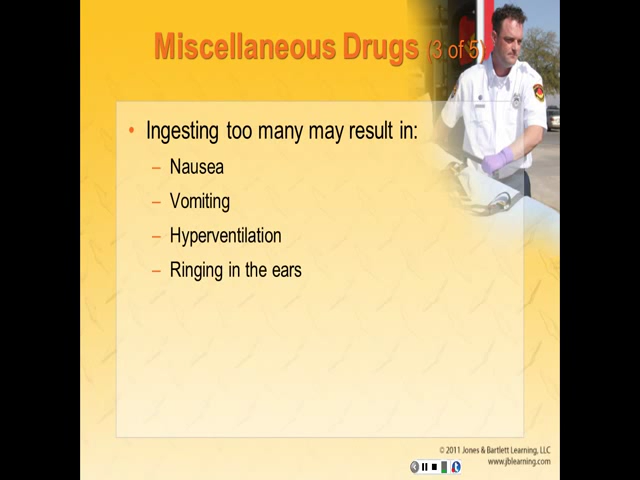 Miscellaneous Drugs (3 of 5)
• Ingesting too many may result in:
– Nausea
– Vomiting
– Hyperventilation
– Ringing in the ears
© 2011 Jones & Bartlett Learning, LLC
www.jblearning.com